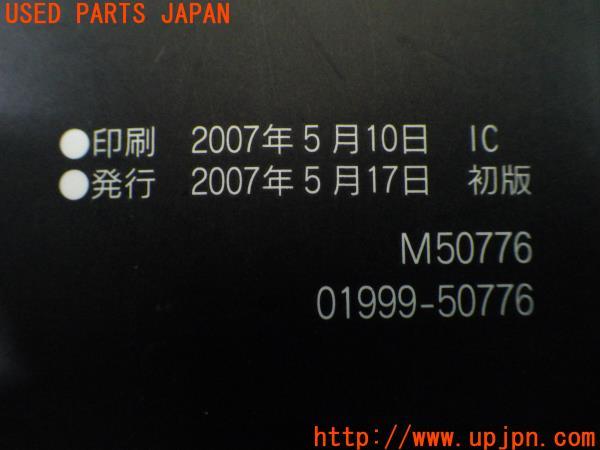 USED PARTS JAPAN
●印刷 2007年5月10日 IC
●発行 2007年5月17日 初版
M50776
01999-50776
http://www.upjpn.com/